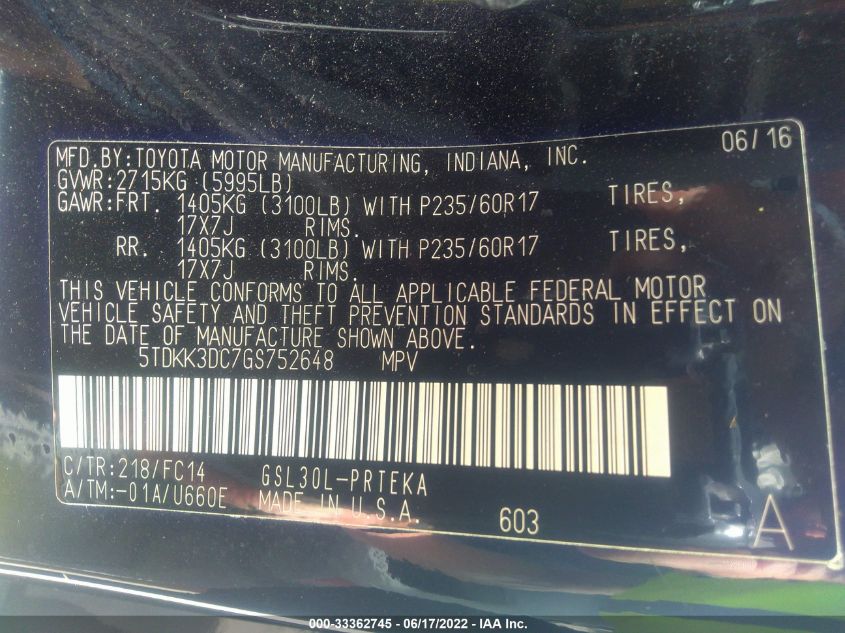 06/16
MFD.BY:TOYOTA MOTOR MANUFACTURING, INDIANA, INC.
GVWR:2715KG (5995LB)
GAWR:FRT. 1405KG (3100LB) WITH P235/60R17 TIRES,
17X7J RIMS.
RR. 1405KG (3100LB) WITH P235/60R17 TIRES,
17X7J RIMS.
THIS VEHICLE CONFORMS TO ALL APPLICABLE FEDERAL MOTOR
VEHICLE SAFETY AND THEFT PREVENTION STANDARDS IN EFFECT ON
THE DATE OF MANUFACTURE SHOWN ABOVE.
5TDKK3DC7GS752648 MPV
C/TR:218/FC14 GSL30L-PRTEKA
A/TM:-01A/U660E MADE IN U.S.A.
603
A
000-33362745 - 06/17/2022 - IAA Inc.